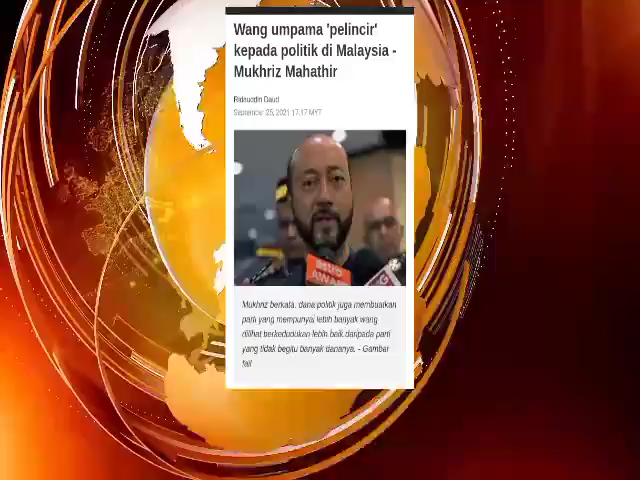 Wang umpama 'pelincir'
kepada politik di Malaysia -
Mukhriz Mahathir
Ridauddin Daud
September 25, 2021 17:17 MYT
Mukhriz berkata, dana politik juga membuatkan
parti yang mempunyai lebih banyak wang
dilihat berkedudukan lebih baik daripada parti
yang tidak begitu banyak dananya. - Gambar
fail